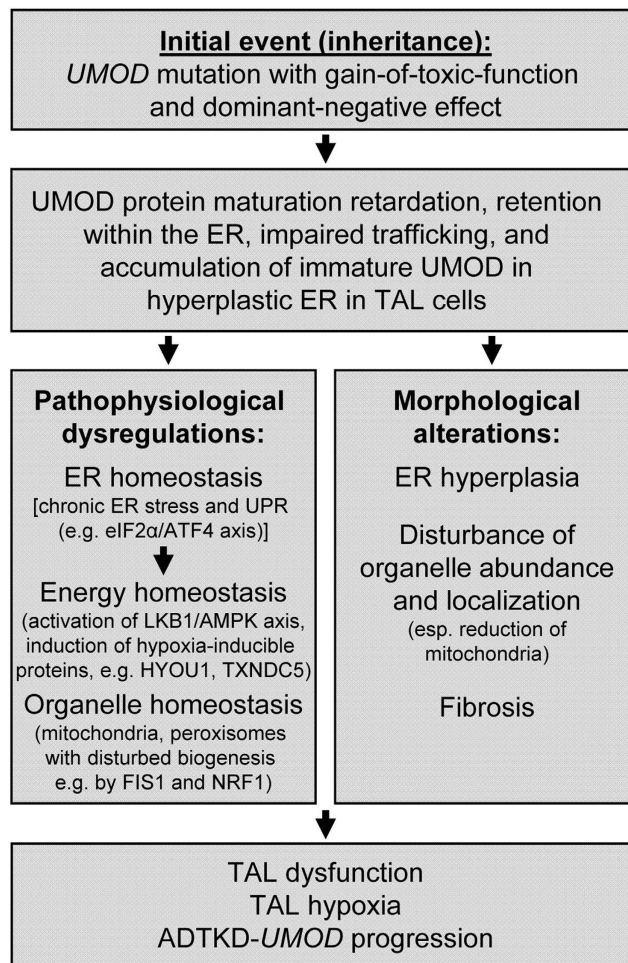 Initial event (inheritance):
UMOD mutation with gain-of-toxic-function
and dominant-negative effect
UMOD protein maturation retardation, retention
within the ER, impaired trafficking, and
accumulation of immature UMOD in
hyperplastic ER in TAL cells
Pathophysiological
dysregulations:
ER homeostasis
[chronic ER stress and UPR
(e.g. eIF2α/ATF4 axis)]
Energy homeostasis
(activation of LKB1/AMPK axis,
induction of hypoxia-inducible
proteins, e.g. HYOU1, TXNDC5)
Organelle homeostasis
(mitochondria, peroxisomes
with disturbed biogenesis
e.g. by FIS1 and NRF1)
Morphological
alterations:
ER hyperplasia
Disturbance of
organelle abundance
and localization
(esp. reduction of
mitochondria)
Fibrosis
TAL dysfunction
TAL hypoxia
ADTKD-UMOD progression